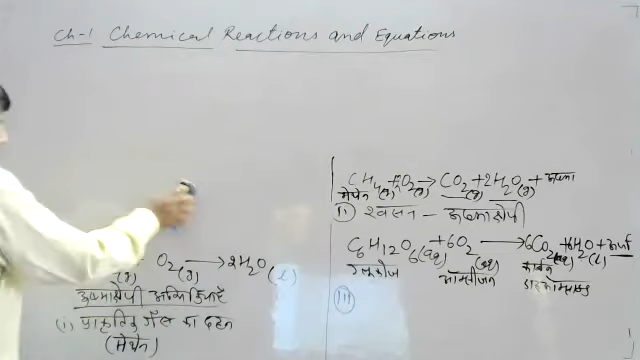 Ch-1 Chemical Reactions and Equations
O₂(g) → 2H₂O(l)
ऊष्माक्षेपी अभिक्रियाएँ
(i) प्राकृतिक गैस का दहन
(मेथेन)
CH₄(g) + O₂(g) → CO₂(g) + 2H₂O(g) + ऊष्मा
मेथेन
(ii) श्वसन - ऊष्माक्षेपी
C₆H₁₂O₆(aq) + 6O₂(aq) → 6CO₂(aq) + 6H₂O(l) + ऊर्जा
ग्लूकोज ऑक्सीजन कार्बन
डाइऑक्साइड
(iii)